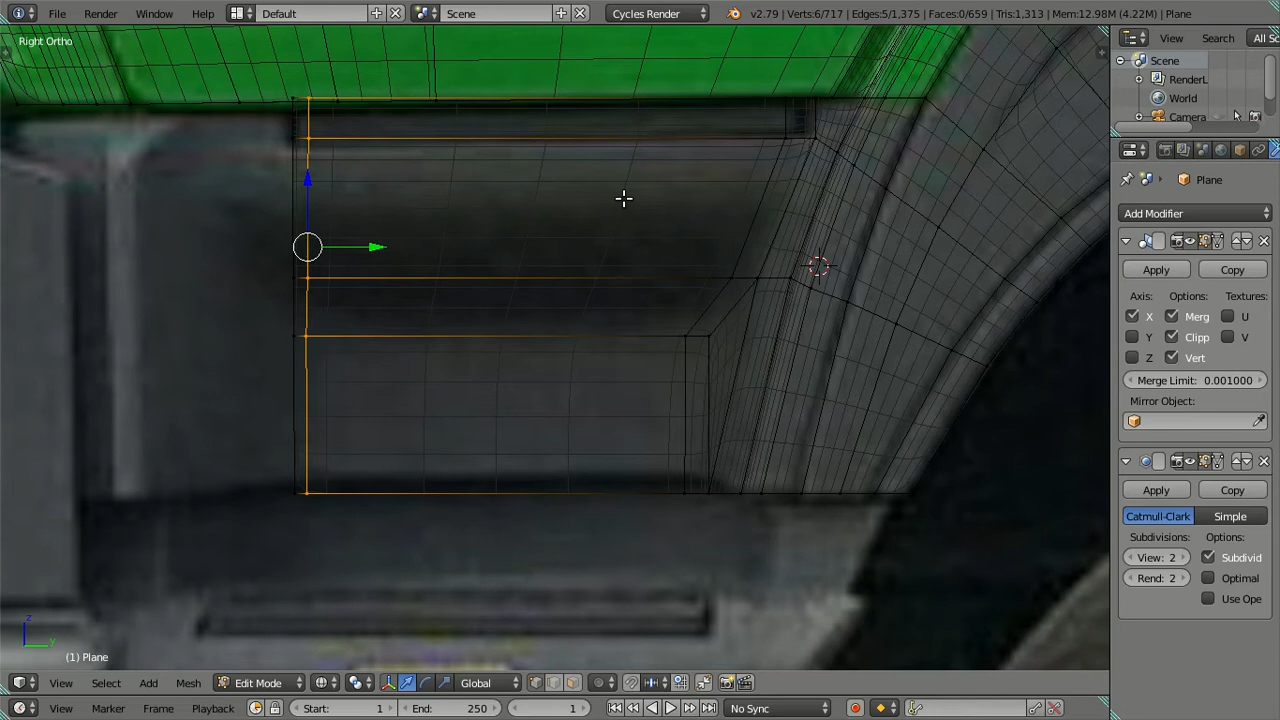 File Render Window Help Default Scene Cycles Render v2.79 | Verts:6/717 | Edges:5/1,375 | Faces:0/659 | Tris:1,313 | Mem:12.98M (4.22M) | Plane
Right Ortho
View Search All Sc
Scene
RenderL
World
Camera
Plane
Add Modifier
Apply Copy
Axis: Options: Textures:
X Merg U
Y Clipp V
Z Vert
Merge Limit: 0.001000
Mirror Object:
Apply Copy
Catmull-Clark Simple
Subdivisions: Options:
View: 2 Subdivid
Rend: 2 Optimal
Use Ope
z
y
(1) Plane
View Select Add Mesh Edit Mode Global
View Marker Frame Playback Start: 1 End: 250 1 No Sync